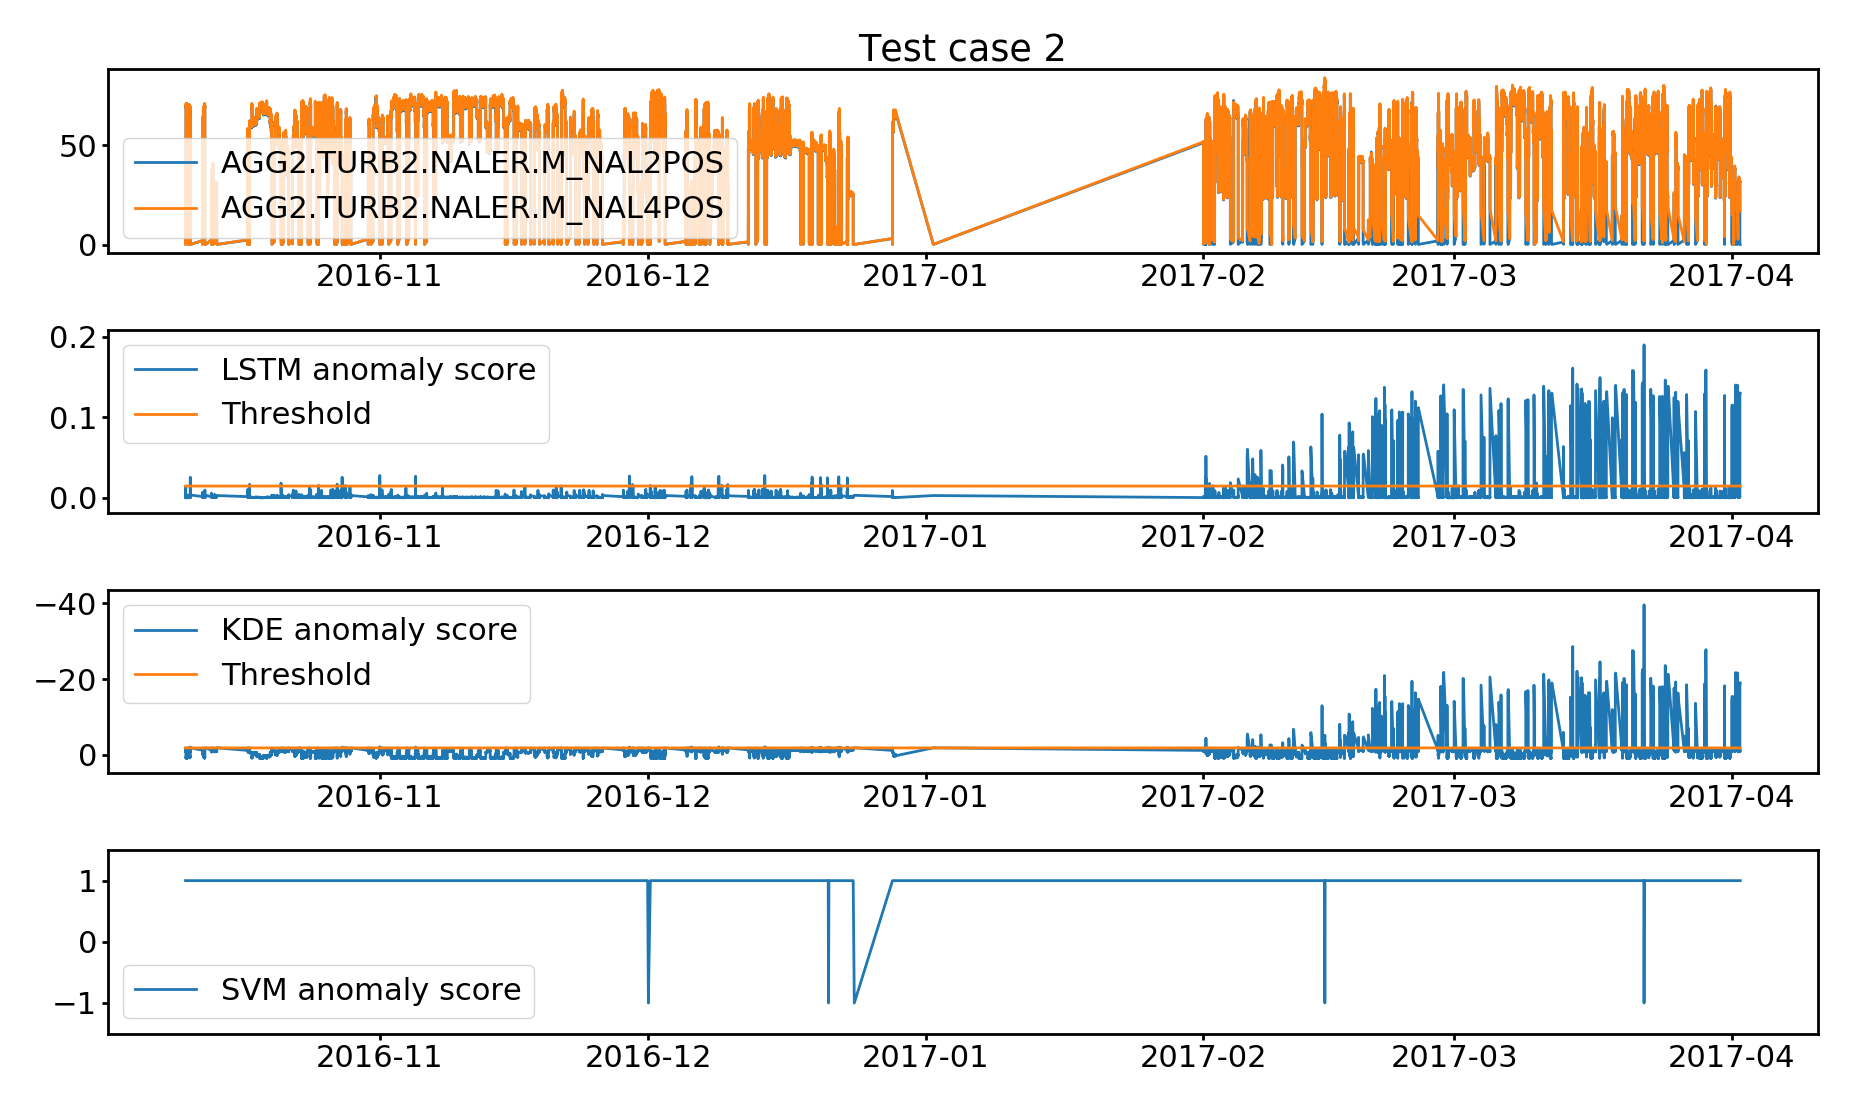 Test case 2
50
0
AGG2.TURB2.NALER.M_NAL2POS
AGG2.TURB2.NALER.M_NAL4POS
2016-11 2016-12 2017-01 2017-02 2017-03 2017-04
0.2
0.1
0.0
LSTM anomaly score
Threshold
2016-11 2016-12 2017-01 2017-02 2017-03 2017-04
−40
−20
0
KDE anomaly score
Threshold
2016-11 2016-12 2017-01 2017-02 2017-03 2017-04
1
0
−1
SVM anomaly score
2016-11 2016-12 2017-01 2017-02 2017-03 2017-04